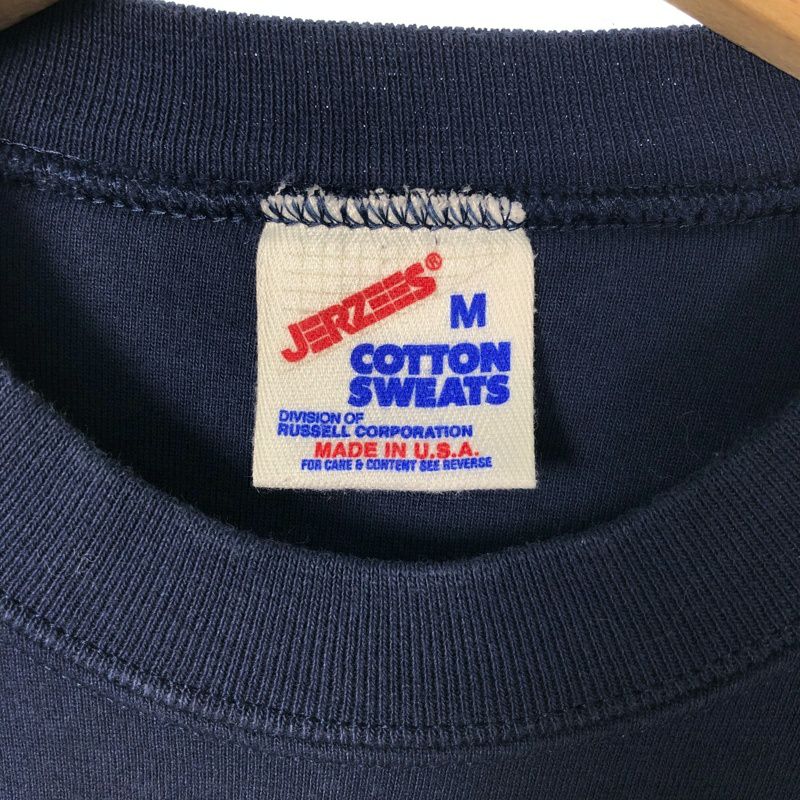 JERZEES®
M
COTTON
SWEATS
DIVISION OF
RUSSELL CORPORATION
MADE IN U.S.A.
FOR CARE & CONTENT SEE REVERSE